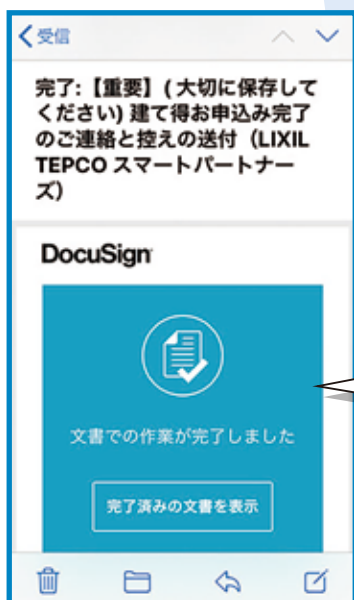 受信
完了:【重要】( 大切に保存して
ください) 建て得お申込み完了
のご連絡と控えの送付（LIXIL
TEPCO スマートパートナー
ズ）
DocuSign
文書での作業が完了しました
完了済みの文書を表示